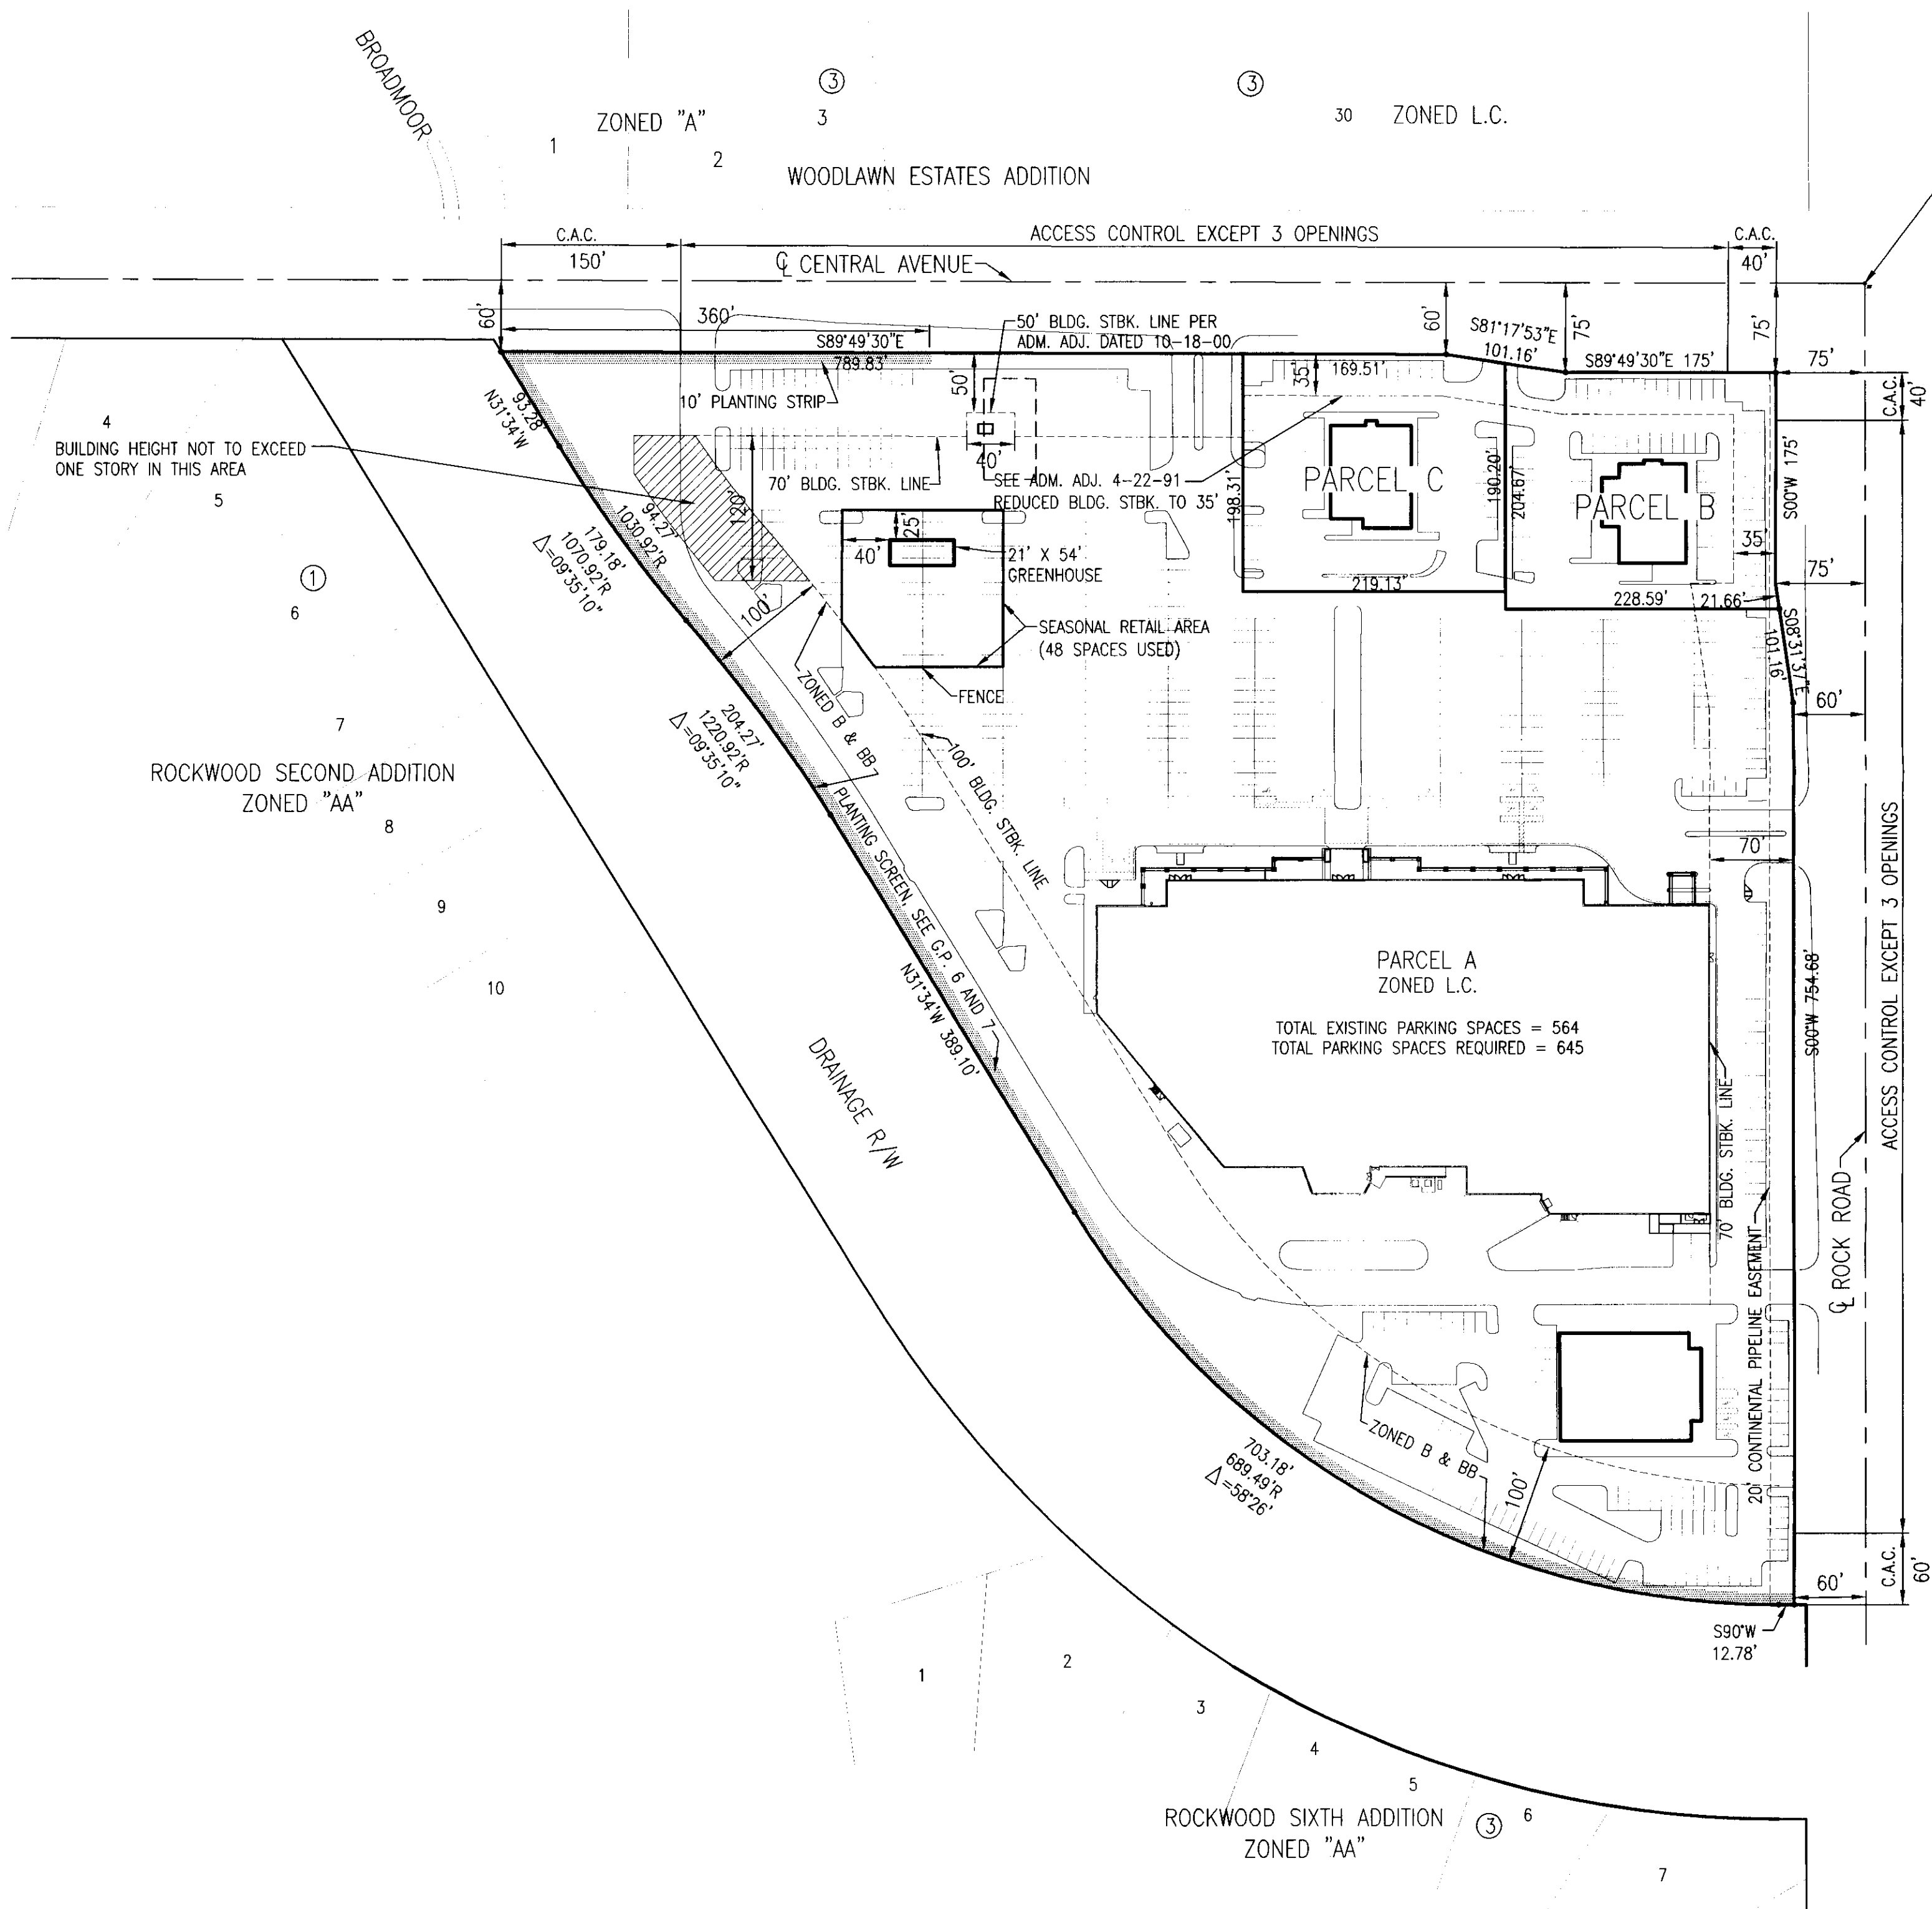 BROADMOOR
③
③
ZONED "A"
3
30
ZONED L.C.
1
2
WOODLAWN ESTATES ADDITION
C.A.C.
150'
ACCESS CONTROL EXCEPT 3 OPENINGS
C.A.C.
40'
℄ CENTRAL AVENUE
60'
360'
50' BLDG. STBK. LINE PER
ADM. ADJ. DATED 10-18-00
60'
S81°17'53"E
101.16'
75'
75'
S89°49'30"E
789.83'
S89°49'30"E 175'
75'
C.A.C.
40'
50'
35'
169.51'
10' PLANTING STRIP
93.28'
N31°34'W
4
BUILDING HEIGHT NOT TO EXCEED
ONE STORY IN THIS AREA
5
40'
70' BLDG. STBK. LINE
SEE ADM. ADJ. 4-22-91
REDUCED BLDG. STBK. TO 35'
120'
PARCEL C
198.31'
190.20'
204.67'
PARCEL B
S00°W 175'
35'
75'
94.27'
1030.92'R
179.18'
1070.92'R
Δ=09°35'10"
25'
40'
21' X 54'
GREENHOUSE
219.13'
228.59'
21.66'
①
6
100'
SEASONAL RETAIL AREA
(48 SPACES USED)
S08°31'37"E
101.16'
FENCE
60'
ZONED B & BB
7
204.27'
1220.92'R
Δ=09°35'10"
100' BLDG. STBK. LINE
ROCKWOOD SECOND ADDITION
ZONED "AA"
8
PLANTING SCREEN, SEE G.P. 6 AND 7
70'
9
ACCESS CONTROL EXCEPT 3 OPENINGS
10
N31°34'W 389.10'
PARCEL A
ZONED L.C.
S00°W 754.68'
TOTAL EXISTING PARKING SPACES = 564
TOTAL PARKING SPACES REQUIRED = 645
DRAINAGE R/W
70' BLDG. STBK. LINE
℄ ROCK ROAD
20' CONTINENTAL PIPELINE EASEMENT
703.18'
689.49'R
Δ=58°26'
ZONED B & BB
100'
C.A.C.
60'
60'
S90°W
12.78'
1
2
3
4
5
6
ROCKWOOD SIXTH ADDITION
③
ZONED "AA"
7